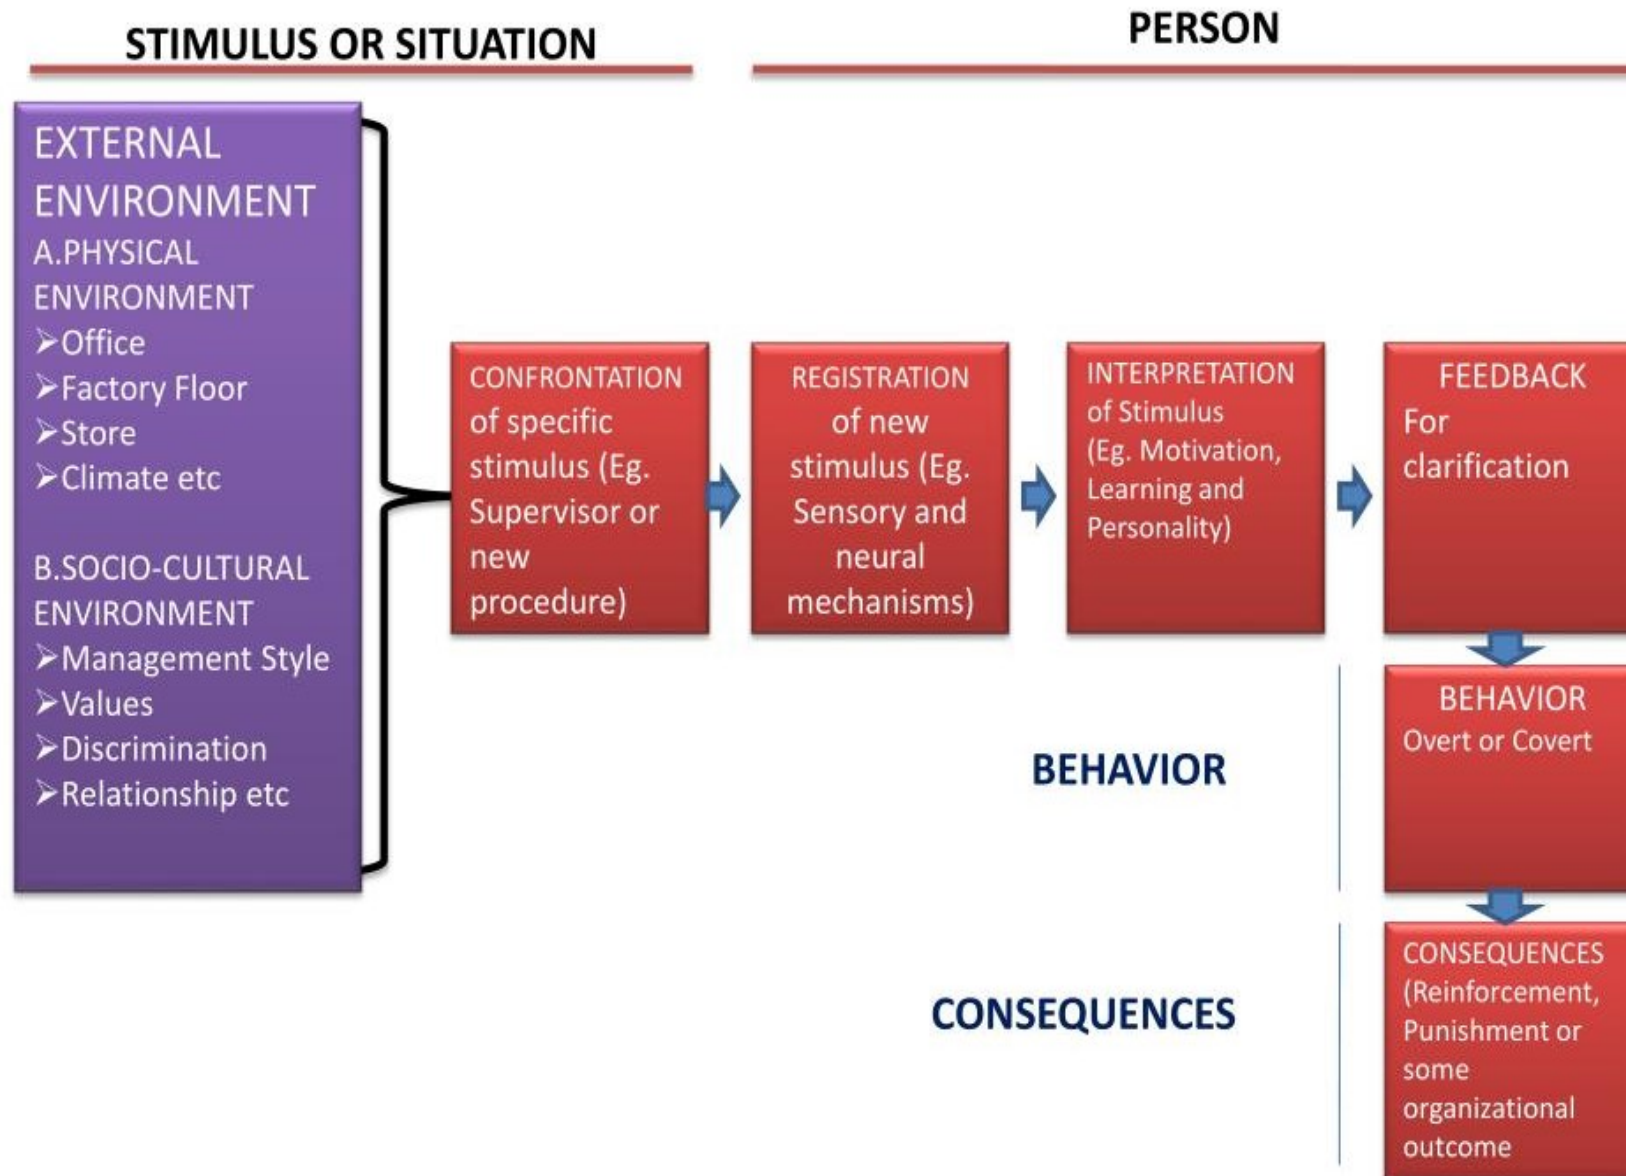 STIMULUS OR SITUATION
PERSON
EXTERNAL
ENVIRONMENT
A.PHYSICAL
ENVIRONMENT
➢Office
➢Factory Floor
➢Store
➢Climate etc
B.SOCIO-CULTURAL
ENVIRONMENT
➢Management Style
➢Values
➢Discrimination
➢Relationship etc
CONFRONTATION
of specific
stimulus (Eg.
Supervisor or
new
procedure)
REGISTRATION
of new
stimulus (Eg.
Sensory and
neural
mechanisms)
INTERPRETATION
of Stimulus
(Eg. Motivation,
Learning and
Personality)
FEEDBACK
For
clarification
BEHAVIOR
BEHAVIOR
Overt or Covert
CONSEQUENCES
CONSEQUENCES
(Reinforcement,
Punishment or
some
organizational
outcome